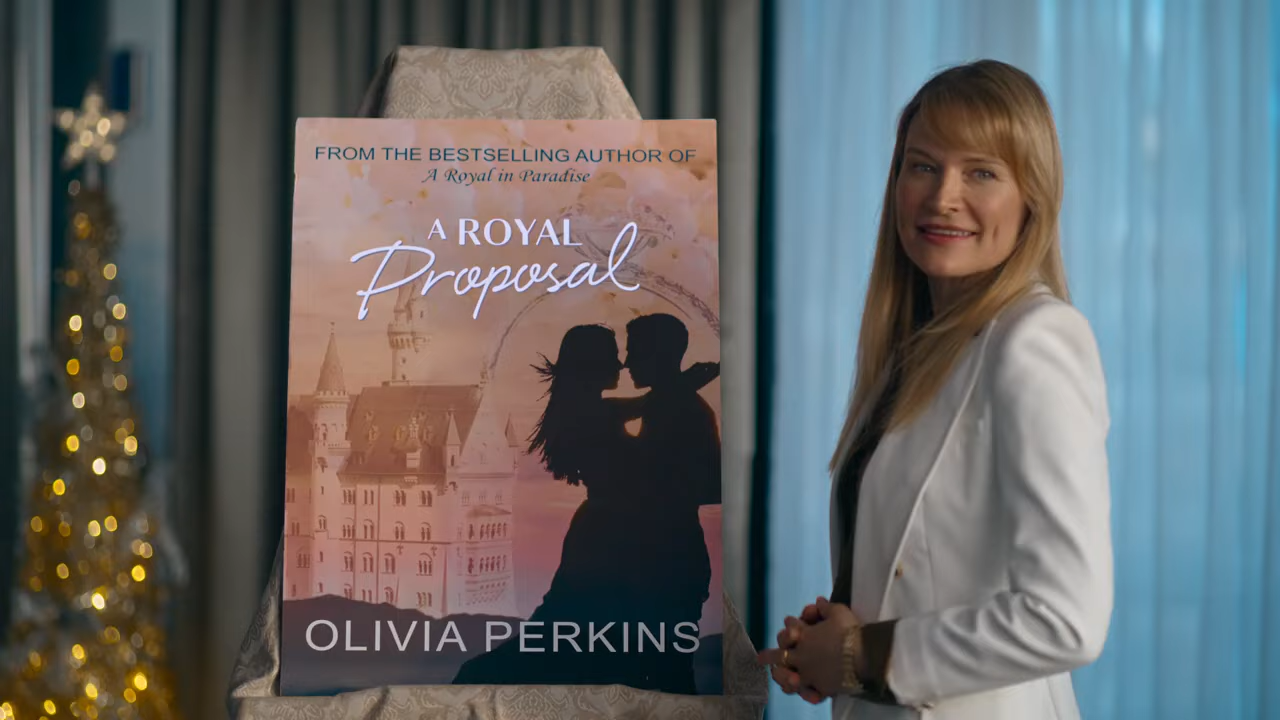 FROM THE BESTSELLING AUTHOR OF
A Royal in Paradise
A ROYAL
Proposal
OLIVIA PERKINS